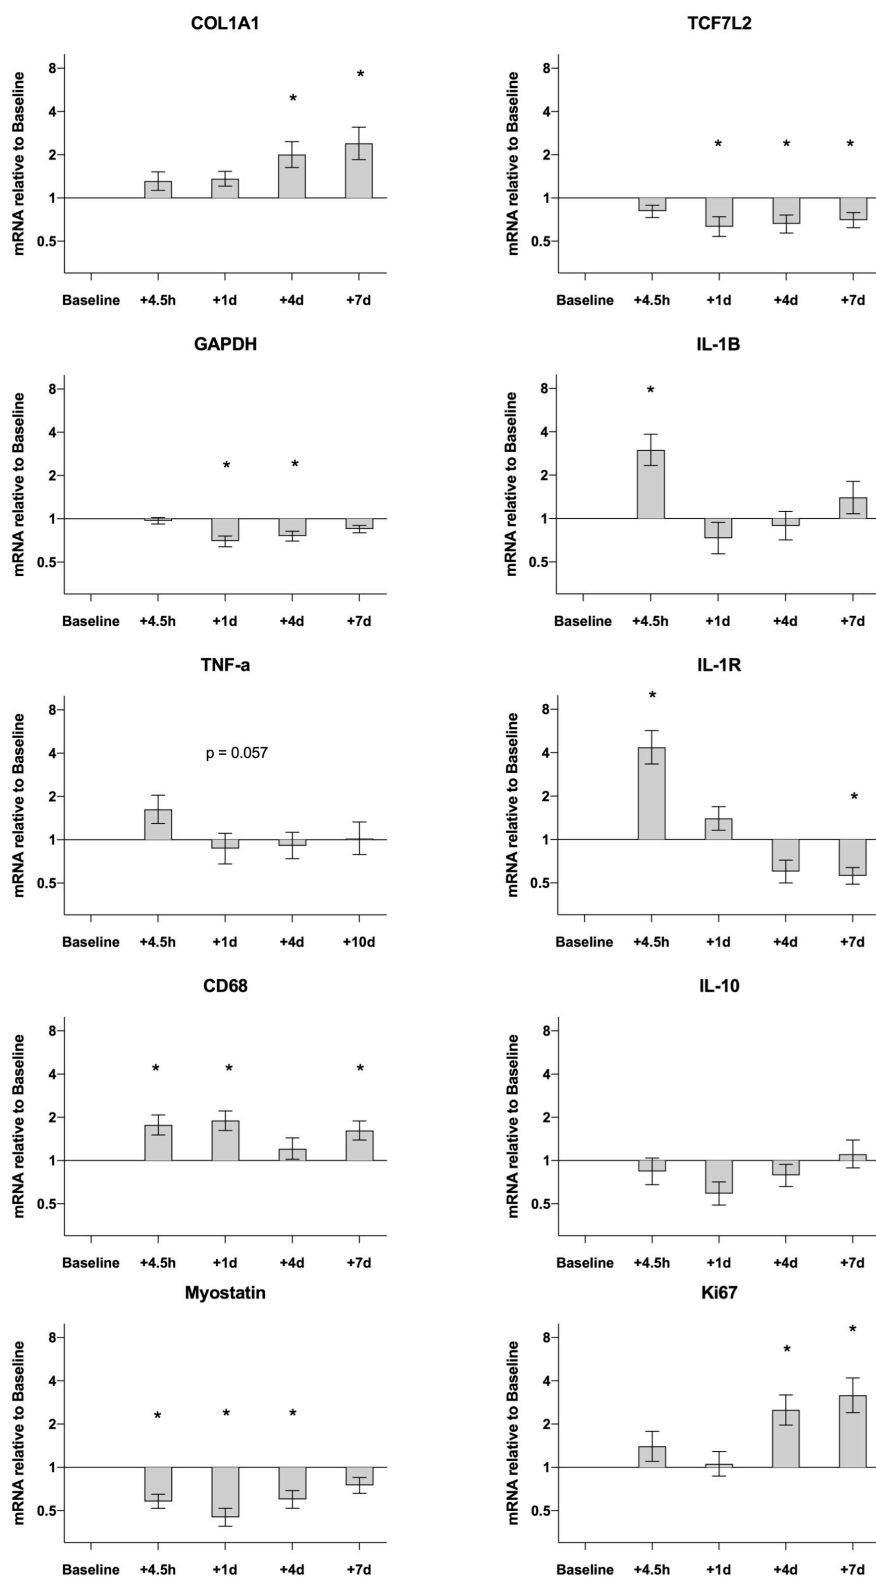 COL1A1
mRNA relative to Baseline
8
4
2
1
0.5
* *
Baseline +4.5h +1d +4d +7d
TCF7L2
mRNA relative to Baseline
8
4
2
1
0.5
* * *
Baseline +4.5h +1d +4d +7d
GAPDH
mRNA relative to Baseline
8
4
2
1
0.5
* *
Baseline +4.5h +1d +4d +7d
IL-1B
mRNA relative to Baseline
8
4
2
1
0.5
*
Baseline +4.5h +1d +4d +7d
TNF-a
mRNA relative to Baseline
8
4
2
1
0.5
p = 0.057
Baseline +4.5h +1d +4d +10d
IL-1R
mRNA relative to Baseline
8
4
2
1
0.5
* *
Baseline +4.5h +1d +4d +7d
CD68
mRNA relative to Baseline
8
4
2
1
0.5
* * *
Baseline +4.5h +1d +4d +7d
IL-10
mRNA relative to Baseline
8
4
2
1
0.5
Baseline +4.5h +1d +4d +7d
Myostatin
mRNA relative to Baseline
8
4
2
1
0.5
* * *
Baseline +4.5h +1d +4d +7d
Ki67
mRNA relative to Baseline
8
4
2
1
0.5
* *
Baseline +4.5h +1d +4d +7d